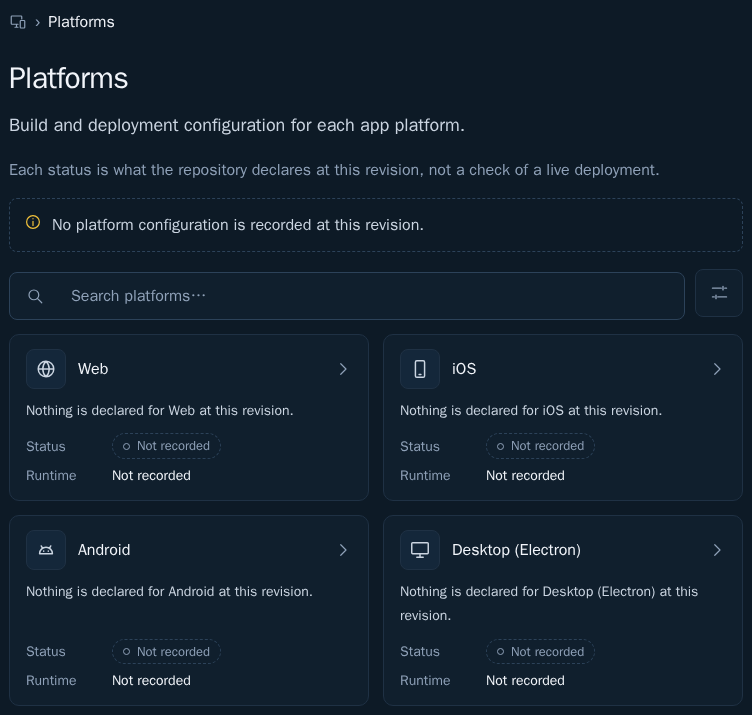 › Platforms
Platforms
Build and deployment configuration for each app platform.
Each status is what the repository declares at this revision, not a check of a live deployment.
No platform configuration is recorded at this revision.
Search platforms···
Web
Nothing is declared for Web at this revision.
Status Not recorded
Runtime Not recorded
iOS
Nothing is declared for iOS at this revision.
Status Not recorded
Runtime Not recorded
Android
Nothing is declared for Android at this revision.
Status Not recorded
Runtime Not recorded
Desktop (Electron)
Nothing is declared for Desktop (Electron) at this
revision.
Status Not recorded
Runtime Not recorded